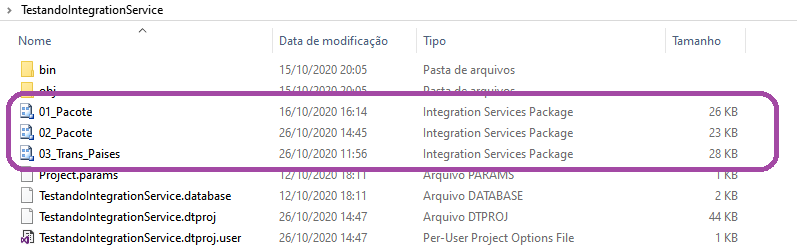 TestandoIntegrationService
Nome Data de modificação Tipo Tamanho
bin 15/10/2020 20:05 Pasta de arquivos
obj 15/10/2020 20:05 Pasta de arquivos
01_Pacote 16/10/2020 16:14 Integration Services Package 26 KB
02_Pacote 26/10/2020 14:45 Integration Services Package 23 KB
03_Trans_Paises 26/10/2020 11:56 Integration Services Package 28 KB
Project.params 12/10/2020 18:11 Arquivo PARAMS 1 KB
TestandoIntegrationService.database 12/10/2020 18:11 Arquivo DATABASE 2 KB
TestandoIntegrationService.dtproj 26/10/2020 14:47 Arquivo DTPROJ 44 KB
TestandoIntegrationService.dtproj.user 26/10/2020 14:47 Per-User Project Options File 1 KB